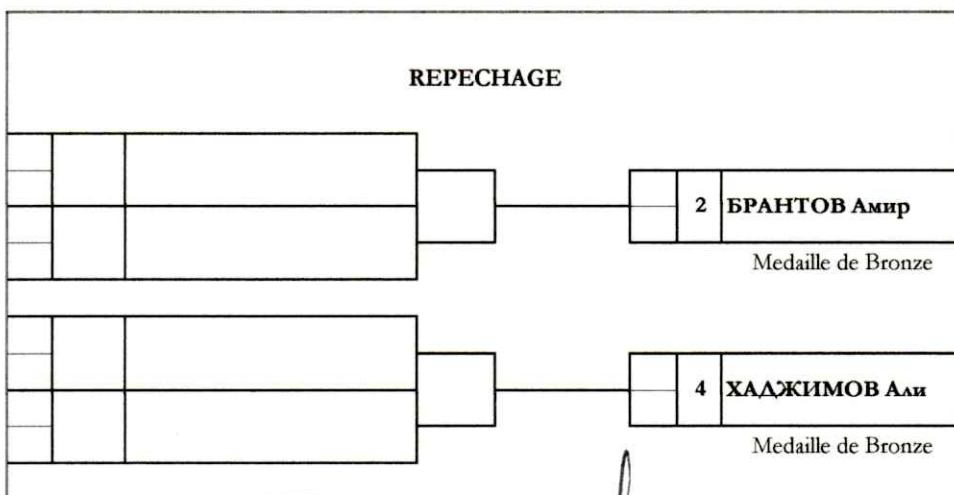 REPECHAGE
2 БРАНТОВ Амир
Medaille de Bronze
4 ХАДЖИМОВ Али
Medaille de Bronze